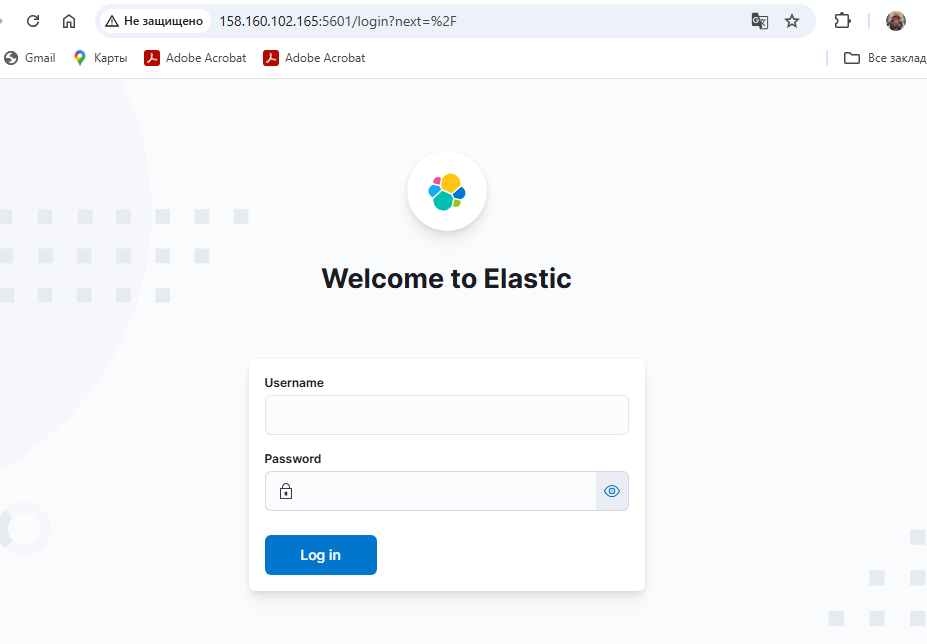 Не защищено 158.160.102.165:5601/login?next=%2F
Gmail Карты Adobe Acrobat Adobe Acrobat Все заклад
Welcome to Elastic
Username
Password
Log in